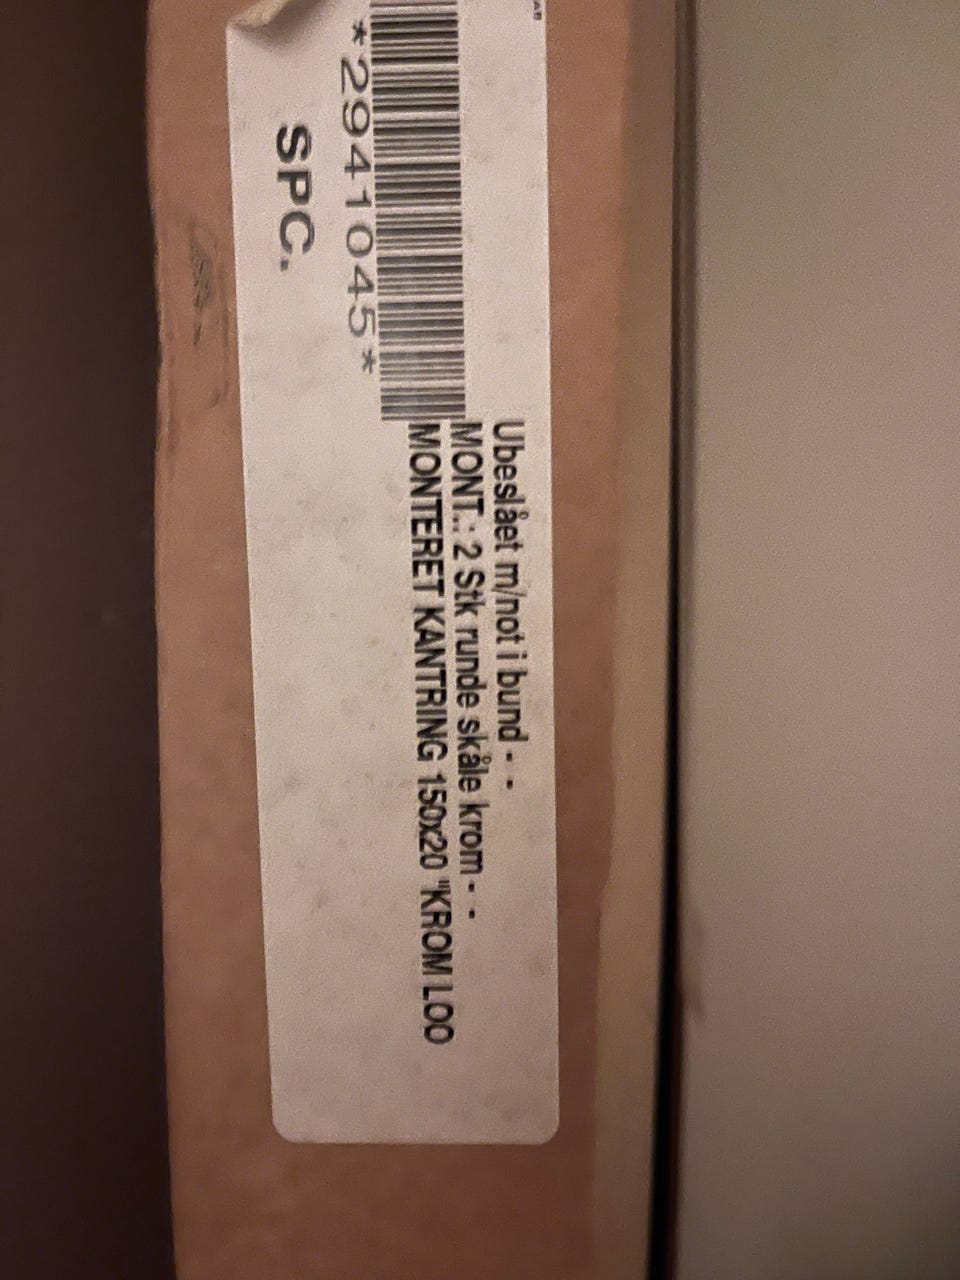 Ubeslået m/not i bund - -
MONT.: 2 Stk runde skåle krom - -
MONTERET KANTRING 150x20 "KROM LOO
*2941045*
SPC.